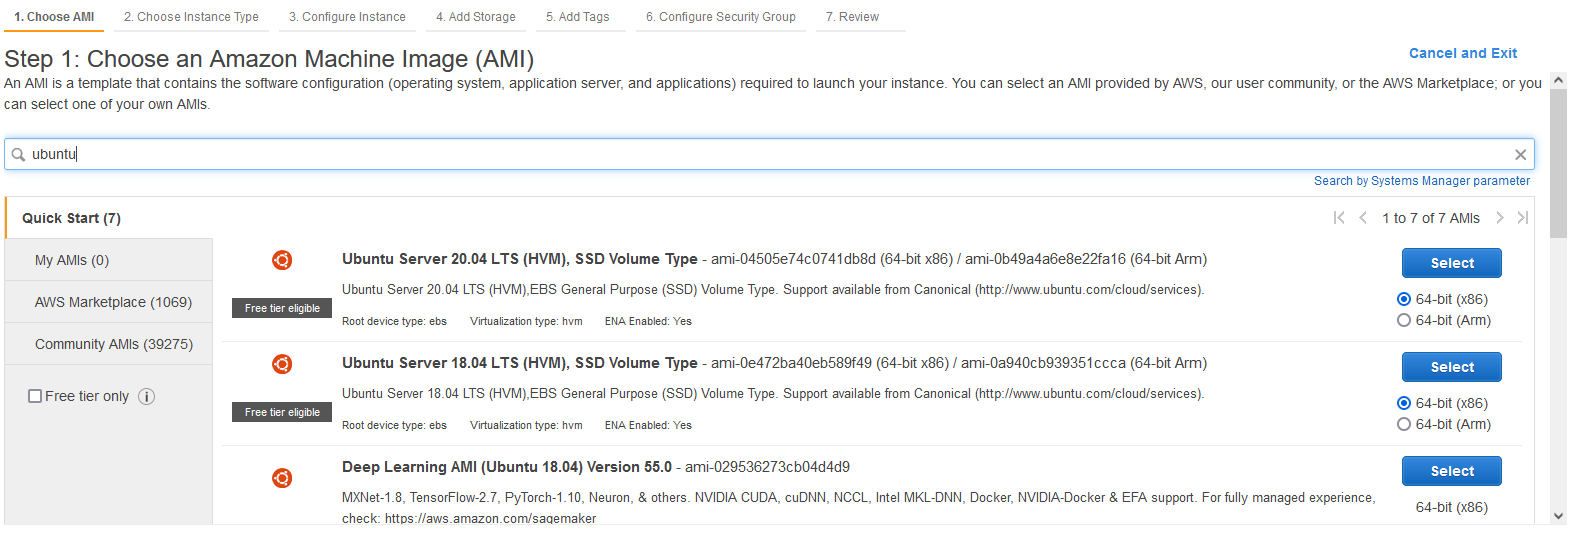 1. Choose AMI 2. Choose Instance Type 3. Configure Instance 4. Add Storage 5. Add Tags 6. Configure Security Group 7. Review
Step 1: Choose an Amazon Machine Image (AMI)
Cancel and Exit
An AMI is a template that contains the software configuration (operating system, application server, and applications) required to launch your instance. You can select an AMI provided by AWS, our user community, or the AWS Marketplace; or you
can select one of your own AMIs.
ubuntu
Search by Systems Manager parameter
Quick Start (7)
1 to 7 of 7 AMIs
My AMIs (0)
AWS Marketplace (1069)
Community AMIs (39275)
Free tier only
Ubuntu Server 20.04 LTS (HVM), SSD Volume Type - ami-04505e74c0741db8d (64-bit x86) / ami-0b49a4a6e8e22fa16 (64-bit Arm)
Free tier eligible
Ubuntu Server 20.04 LTS (HVM),EBS General Purpose (SSD) Volume Type. Support available from Canonical (http://www.ubuntu.com/cloud/services).
Root device type: ebs Virtualization type: hvm ENA Enabled: Yes
Select
64-bit (x86)
64-bit (Arm)
Ubuntu Server 18.04 LTS (HVM), SSD Volume Type - ami-0e472ba40eb589f49 (64-bit x86) / ami-0a940cb939351ccca (64-bit Arm)
Free tier eligible
Ubuntu Server 18.04 LTS (HVM),EBS General Purpose (SSD) Volume Type. Support available from Canonical (http://www.ubuntu.com/cloud/services).
Root device type: ebs Virtualization type: hvm ENA Enabled: Yes
Select
64-bit (x86)
64-bit (Arm)
Deep Learning AMI (Ubuntu 18.04) Version 55.0 - ami-029536273cb04d4d9
MXNet-1.8, TensorFlow-2.7, PyTorch-1.10, Neuron, & others. NVIDIA CUDA, cuDNN, NCCL, Intel MKL-DNN, Docker, NVIDIA-Docker & EFA support. For fully managed experience,
check: https://aws.amazon.com/sagemaker
Select
64-bit (x86)